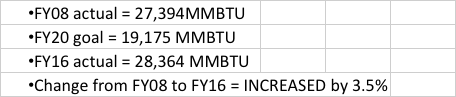 •FY08 actual = 27,394MMBTU
•FY20 goal = 19,175 MMBTU
•FY16 actual = 28,364 MMBTU
•Change from FY08 to FY16 = INCREASED by 3.5%